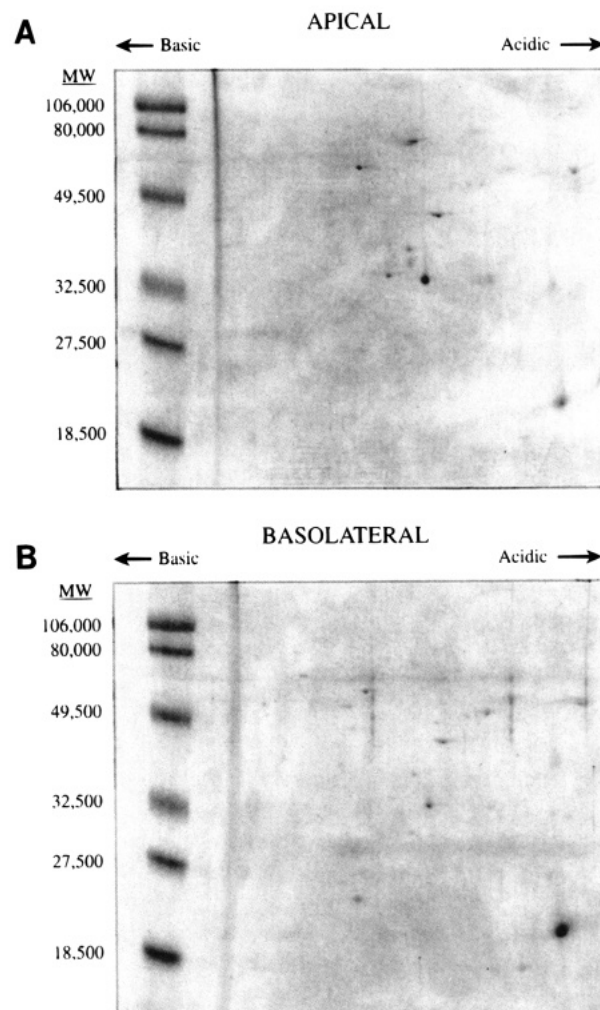 A
APICAL
← Basic Acidic →
MW
106,000
80,000
49,500
32,500
27,500
18,500
B
BASOLATERAL
← Basic Acidic →
MW
106,000
80,000
49,500
32,500
27,500
18,500